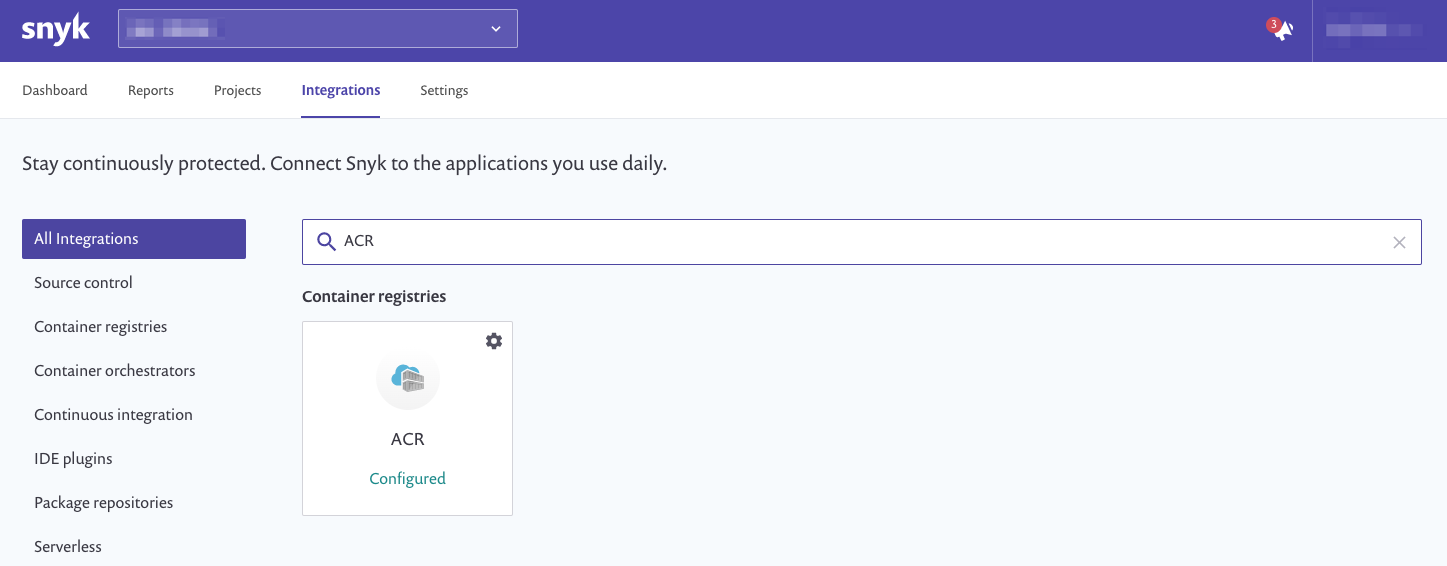 snyk
3
Dashboard Reports Projects Integrations Settings
Stay continuously protected. Connect Snyk to the applications you use daily.
All Integrations
Source control
Container registries
Container orchestrators
Continuous integration
IDE plugins
Package repositories
Serverless
ACR
Container registries
ACR
Configured